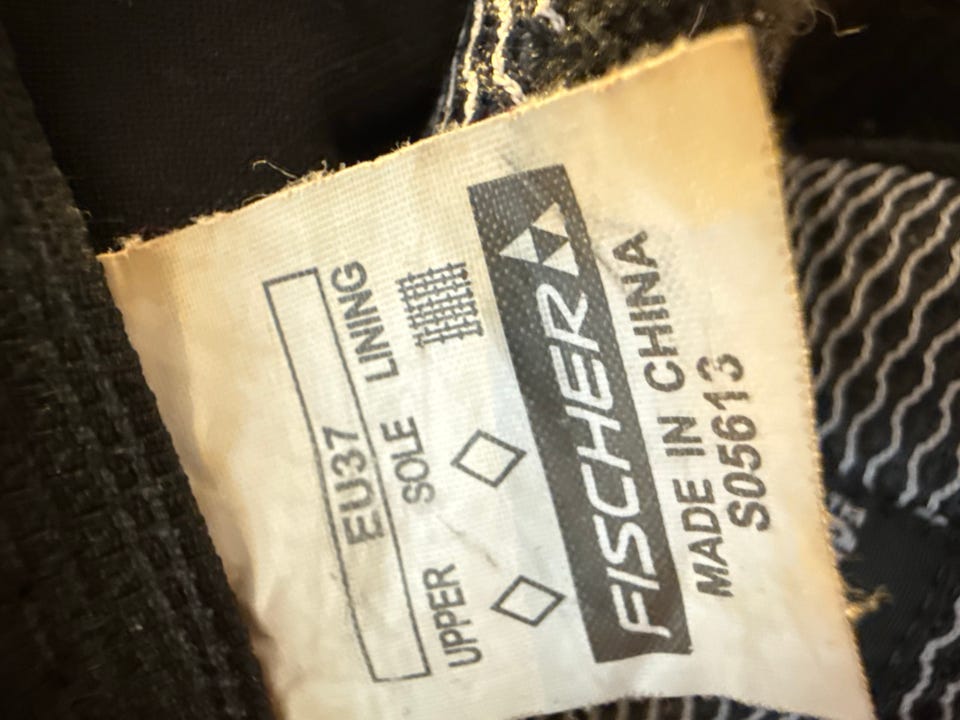 EU37
UPPER SOLE LINING
FISCHER
MADE IN CHINA
S05613